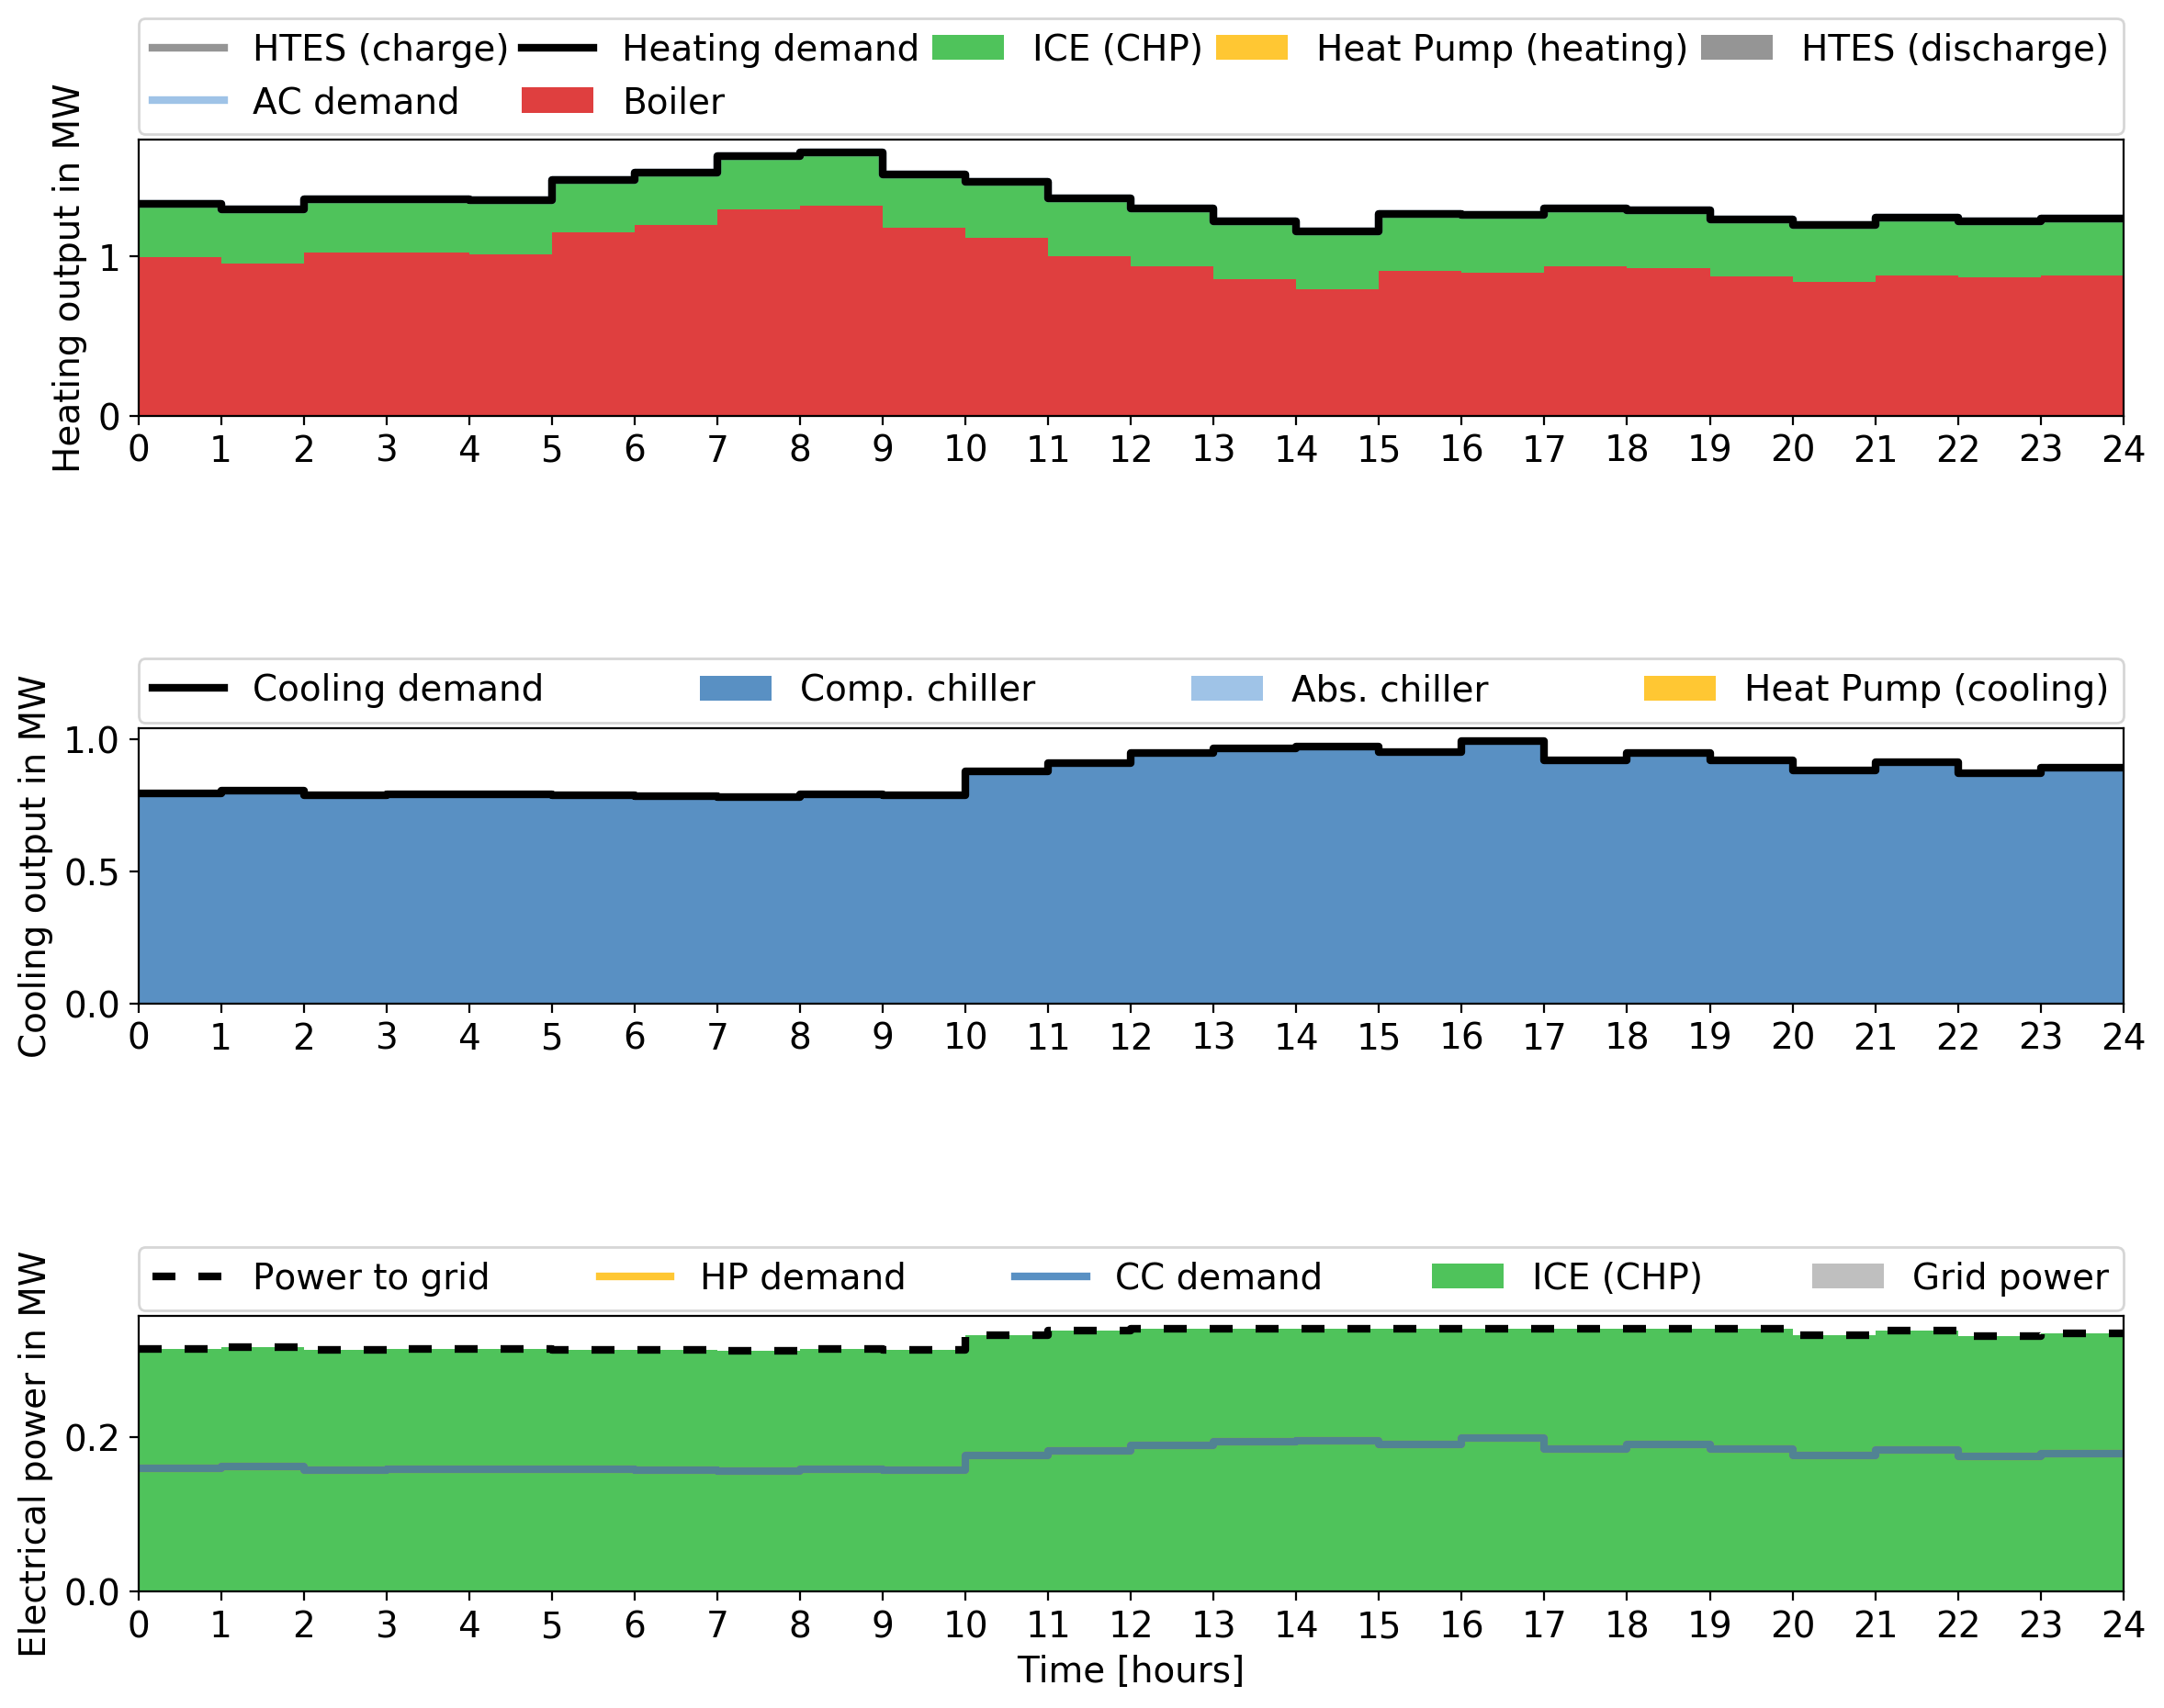 HTES (charge) Heating demand ICE (CHP) Heat Pump (heating) HTES (discharge)
AC demand Boiler
Heating output in MW
1
0
0 1 2 3 4 5 6 7 8 9 10 11 12 13 14 15 16 17 18 19 20 21 22 23 24
Cooling demand Comp. chiller Abs. chiller Heat Pump (cooling)
Cooling output in MW
1.0
0.5
0.0
0 1 2 3 4 5 6 7 8 9 10 11 12 13 14 15 16 17 18 19 20 21 22 23 24
Power to grid HP demand CC demand ICE (CHP) Grid power
Electrical power in MW
0.2
0.0
0 1 2 3 4 5 6 7 8 9 10 11 12 13 14 15 16 17 18 19 20 21 22 23 24
Time [hours]